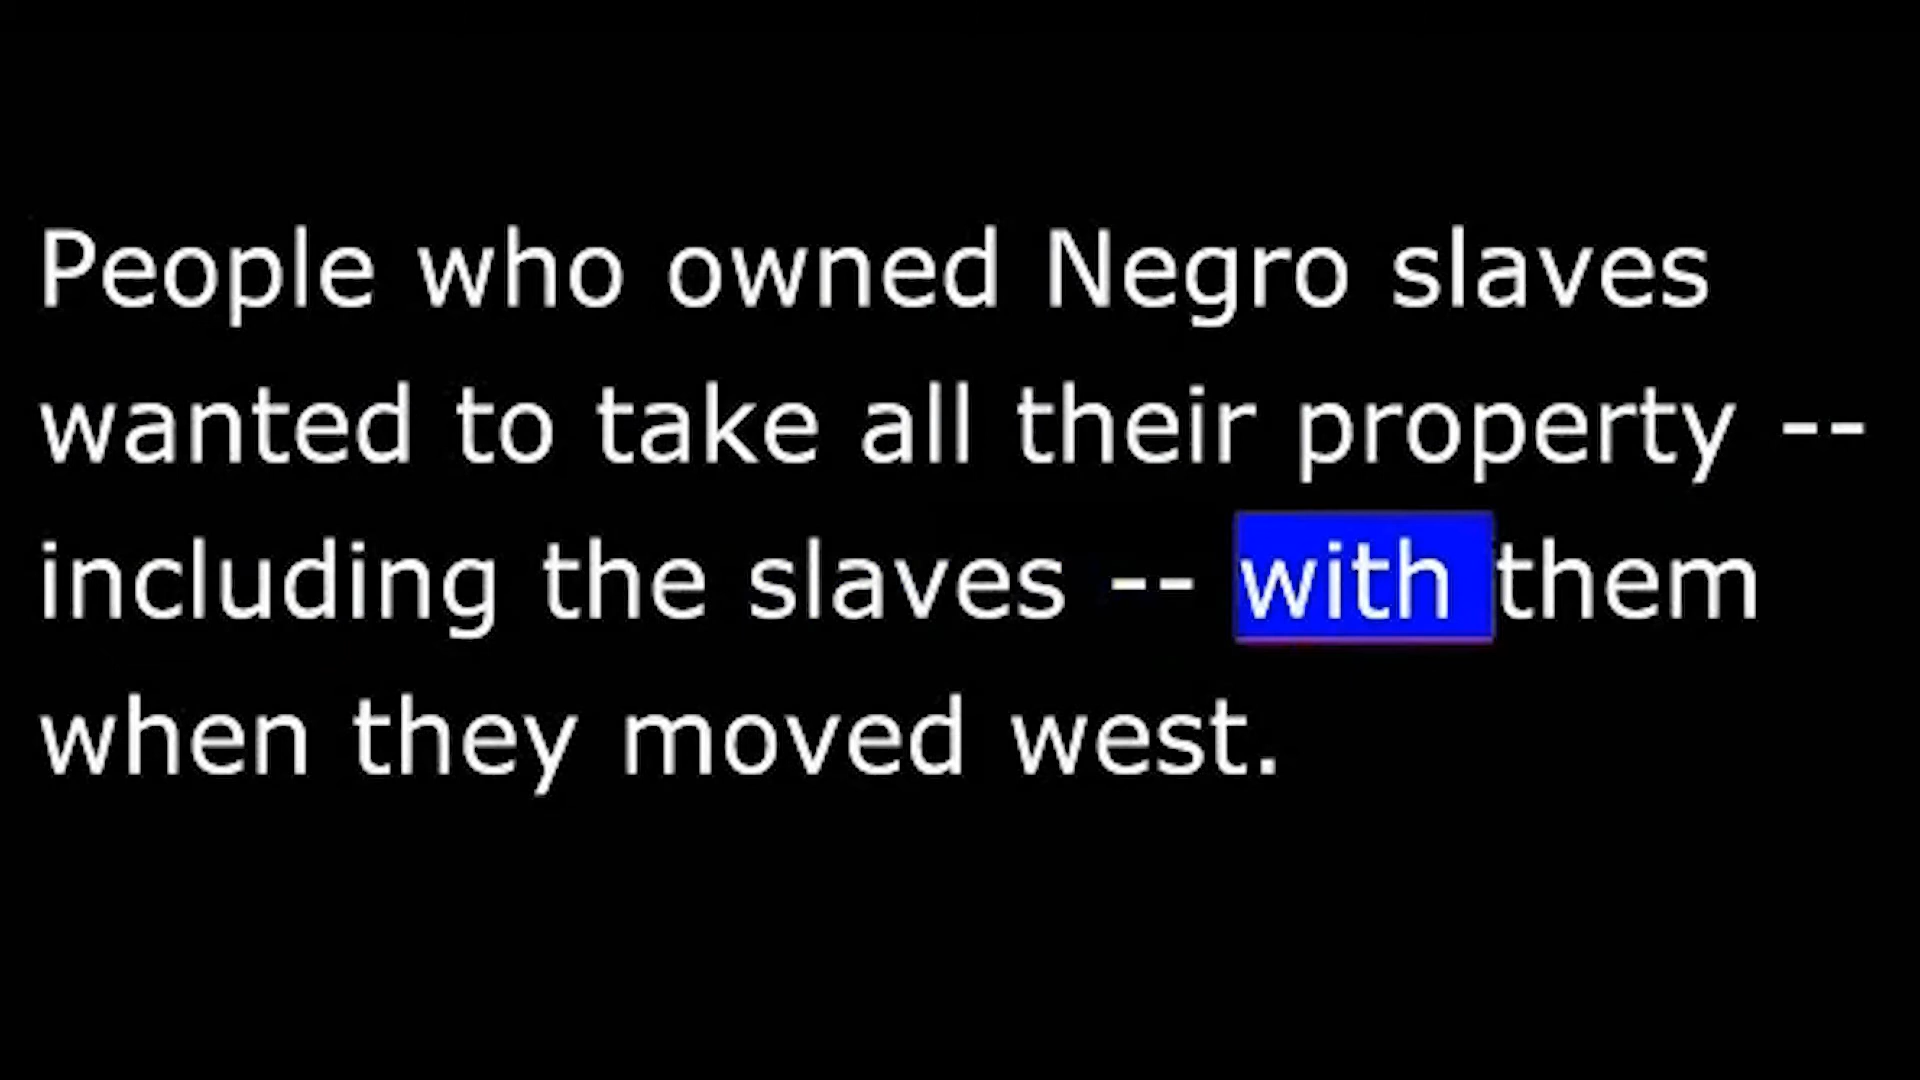 People who owned Negro slaves
wanted to take all their property --
including the slaves -- with them
when they moved west.